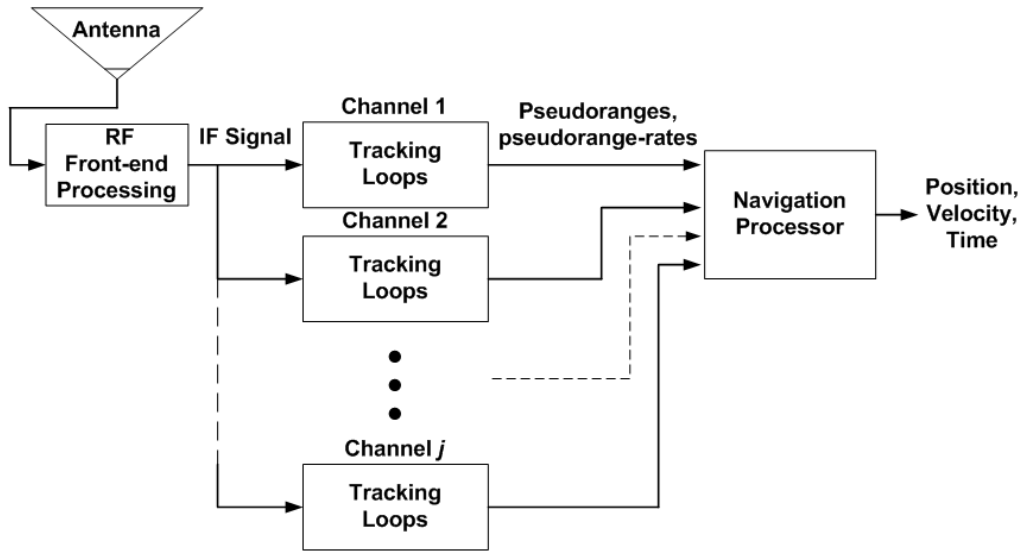 Antenna
RF
Front-end
Processing
IF Signal
Channel 1
Tracking
Loops
Pseudoranges,
pseudorange-rates
Channel 2
Tracking
Loops
Channel j
Tracking
Loops
Navigation
Processor
Position,
Velocity,
Time